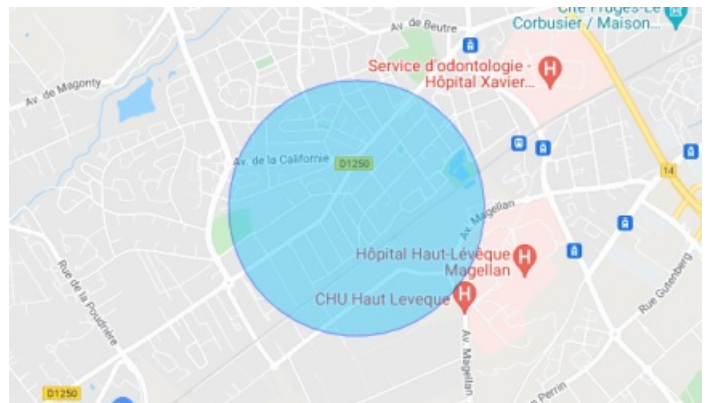 Cité Frugès-Le
Corbusier / Maison...
Av. de Beutre
Service d'odontologie -
Hôpital Xavier...
Av. de Magonty
Av. de la Californie
D1250
14
Av. Magellan
Hôpital Haut-Lévêque
Magellan
CHU Haut Leveque
Rue de la Poudrière
Rue Gutenberg
Av. Magellan
D1250
Perrin